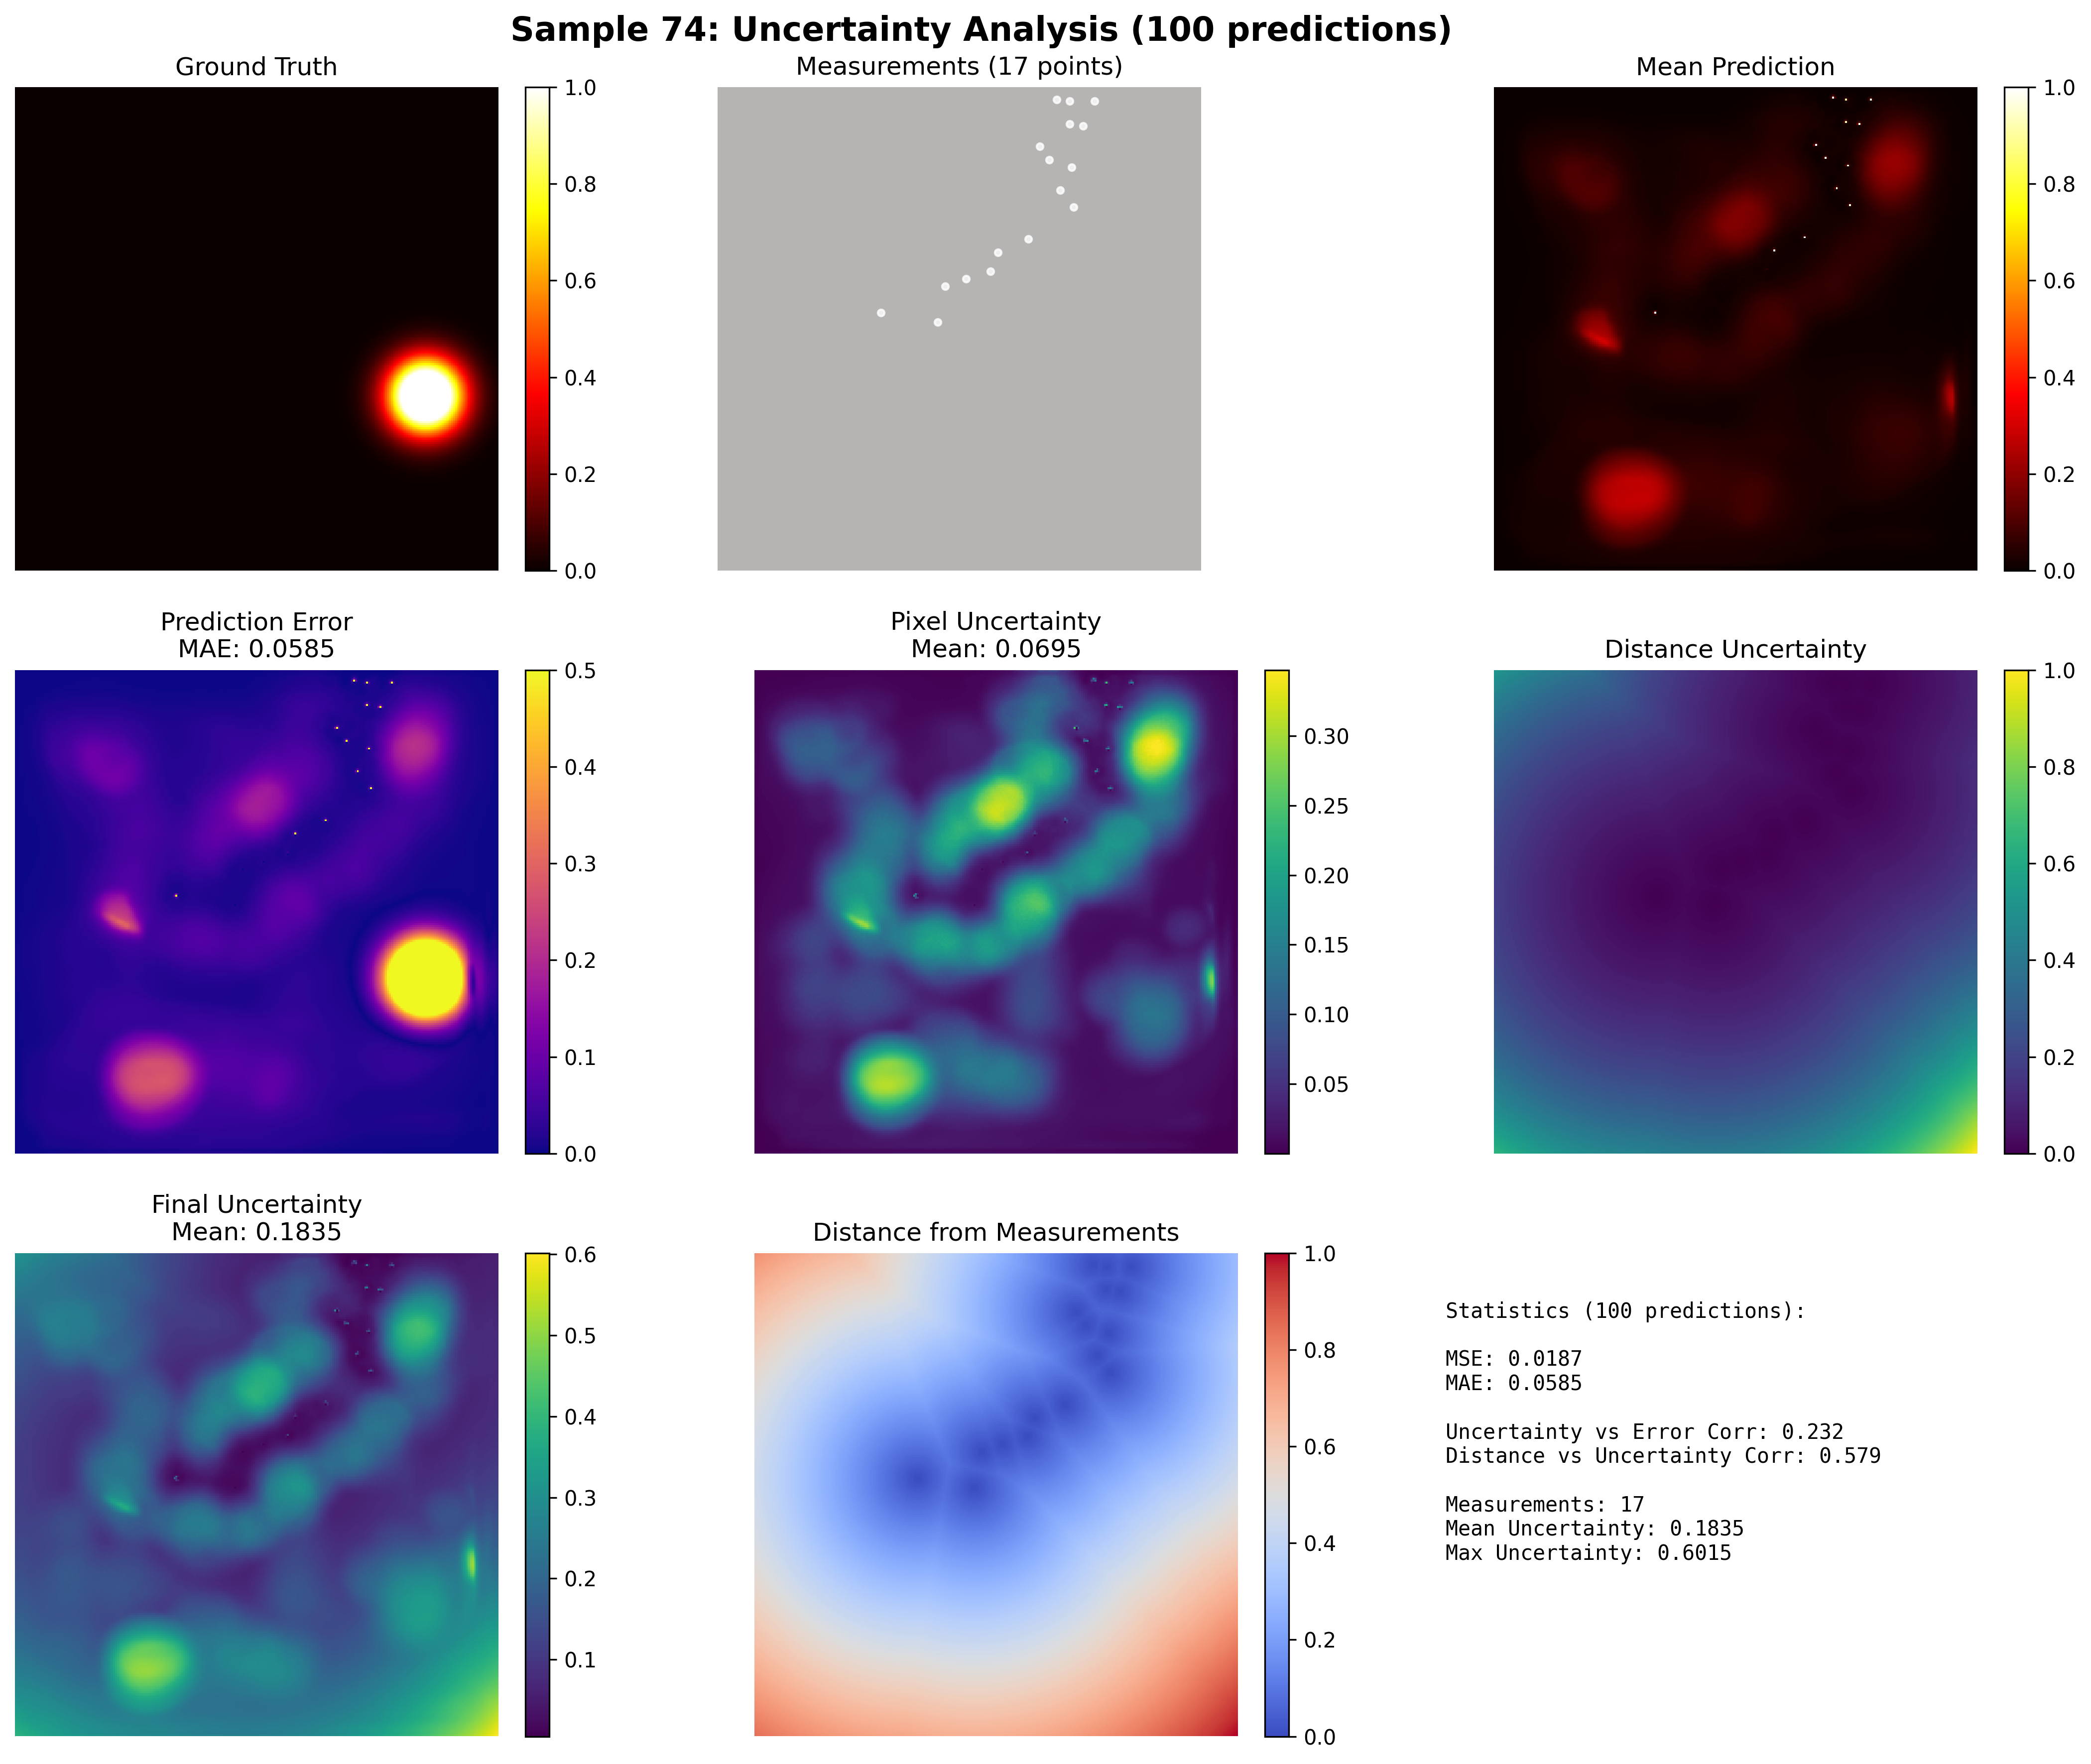 Sample 74: Uncertainty Analysis (100 predictions)
Ground Truth
1.0
0.8
0.6
0.4
0.2
0.0
Measurements (17 points)
Mean Prediction
1.0
0.8
0.6
0.4
0.2
0.0
Prediction Error
MAE: 0.0585
0.5
0.4
0.3
0.2
0.1
0.0
Pixel Uncertainty
Mean: 0.0695
0.30
0.25
0.20
0.15
0.10
0.05
Distance Uncertainty
1.0
0.8
0.6
0.4
0.2
0.0
Final Uncertainty
Mean: 0.1835
0.6
0.5
0.4
0.3
0.2
0.1
Distance from Measurements
1.0
0.8
0.6
0.4
0.2
0.0
Statistics (100 predictions):
MSE: 0.0187
MAE: 0.0585
Uncertainty vs Error Corr: 0.232
Distance vs Uncertainty Corr: 0.579
Measurements: 17
Mean Uncertainty: 0.1835
Max Uncertainty: 0.6015